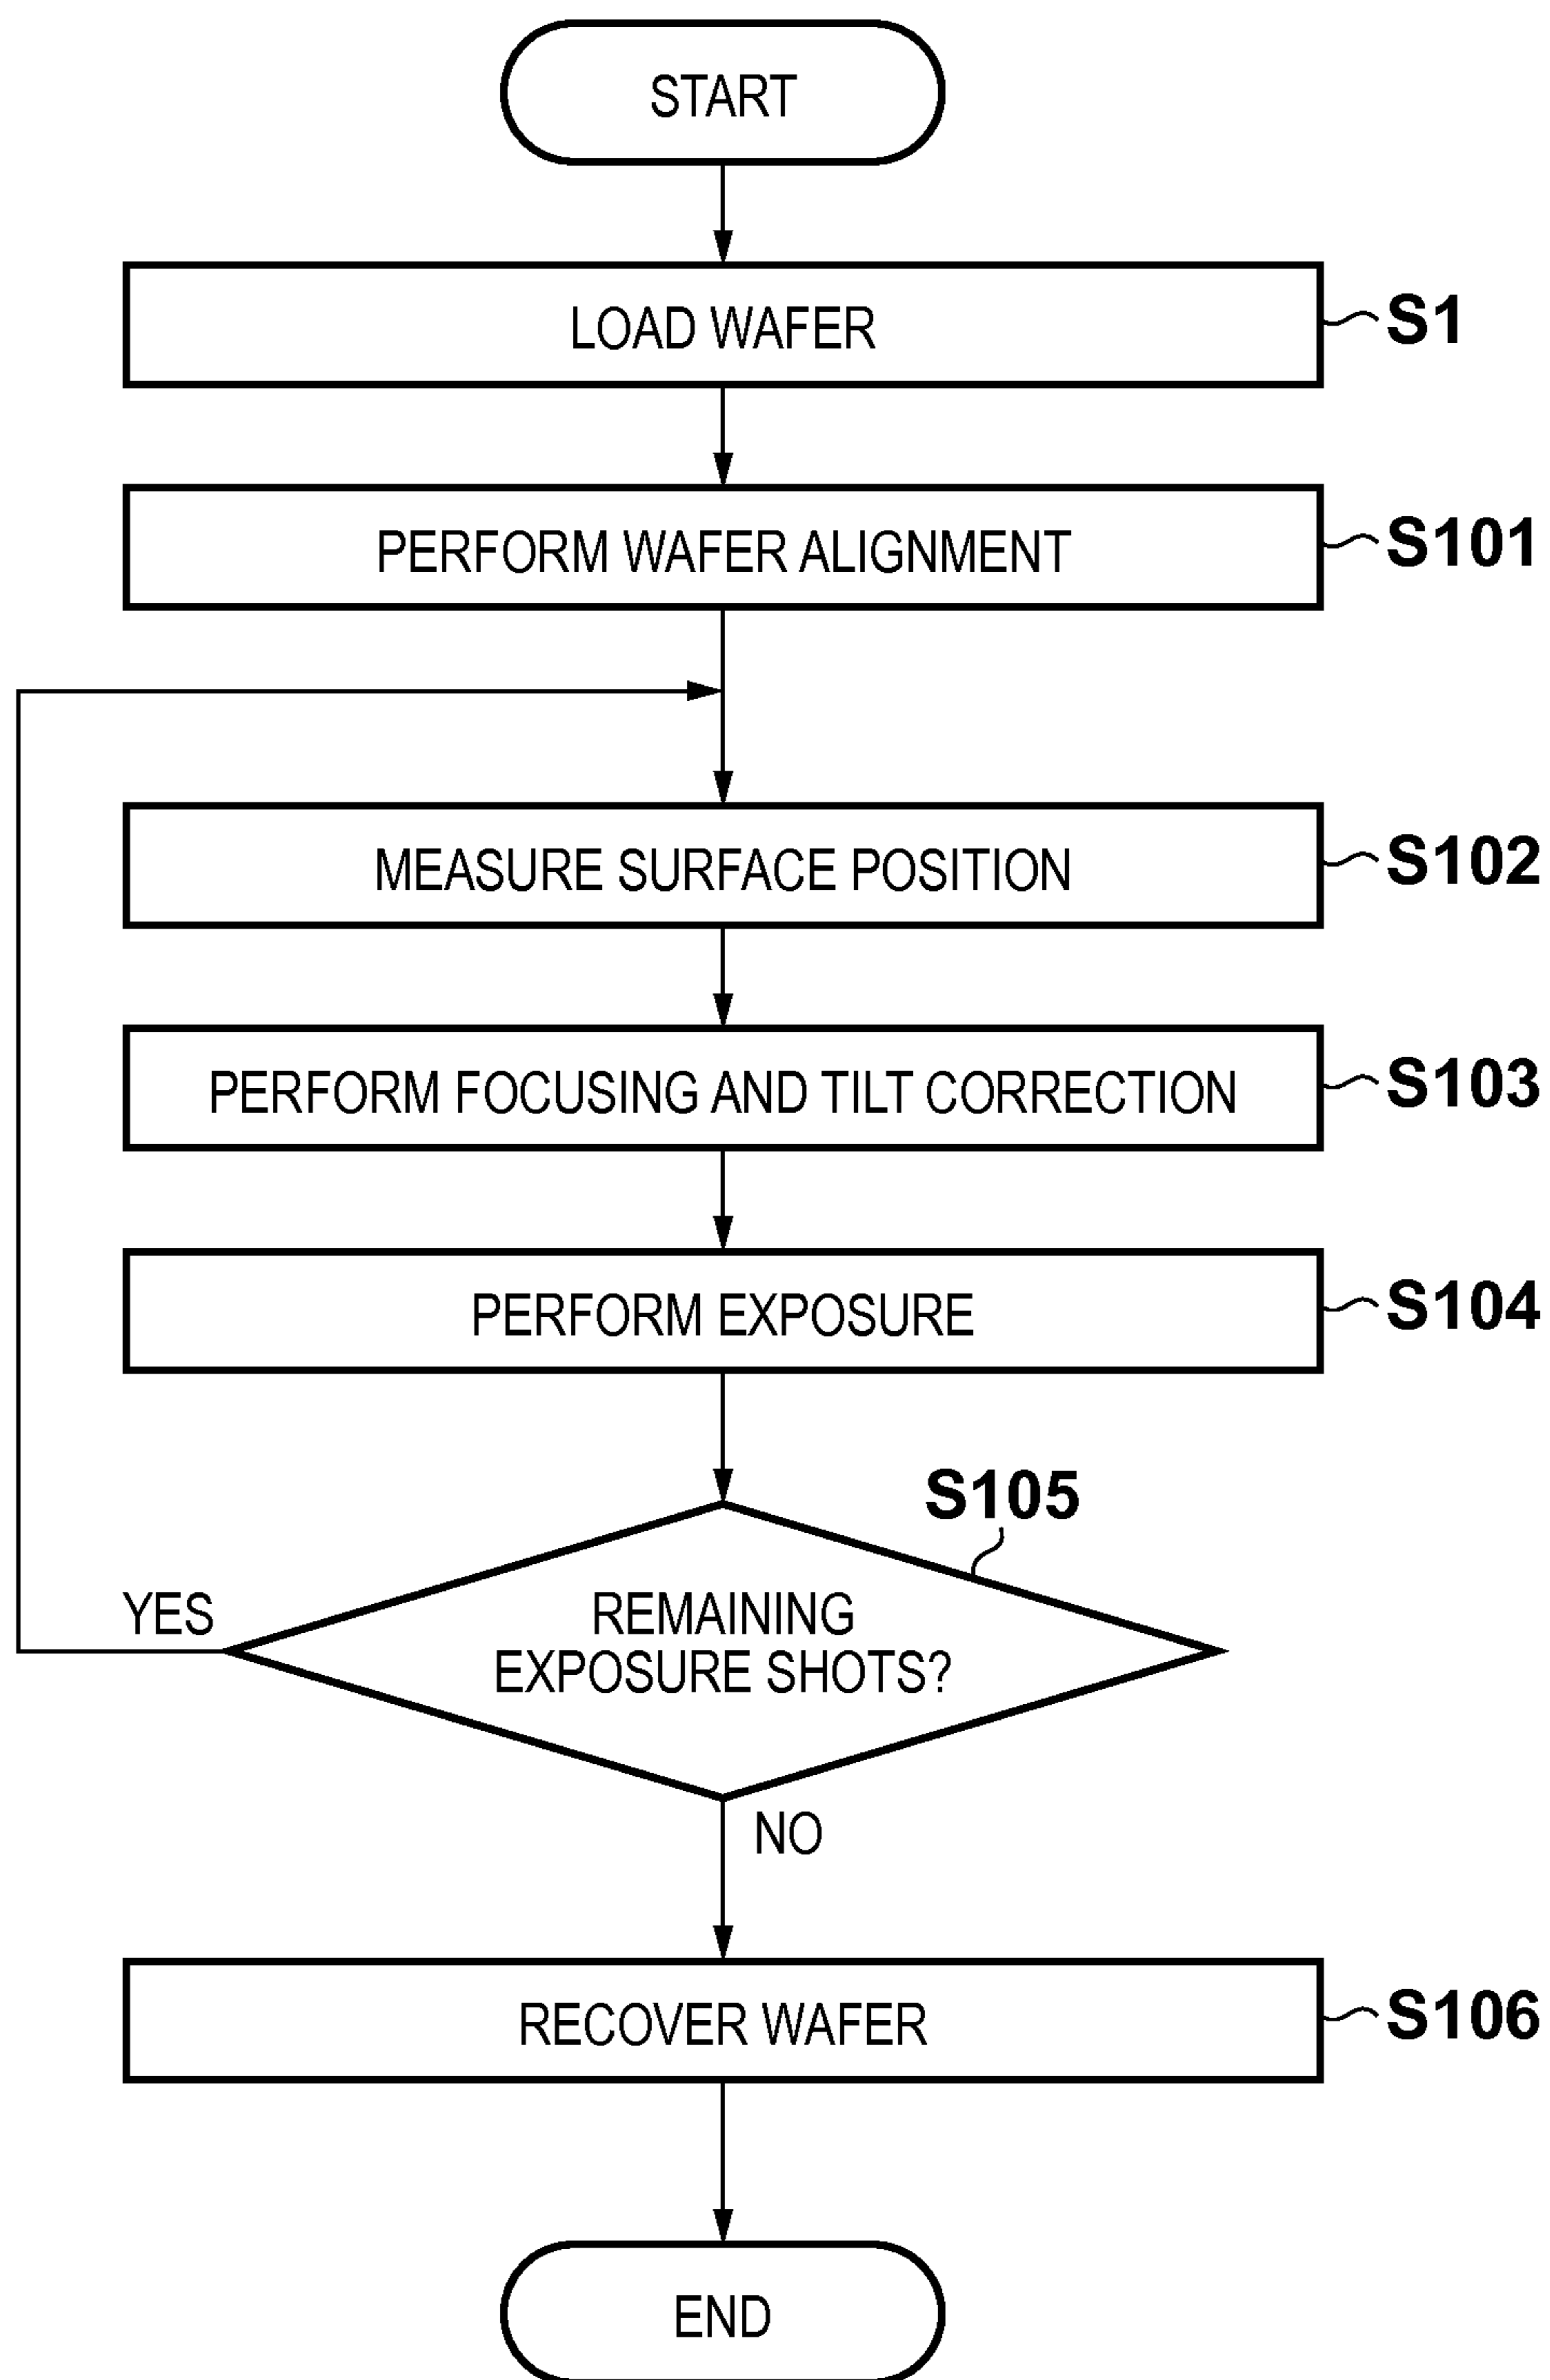 START
LOAD WAFER
S1
PERFORM WAFER ALIGNMENT
S101
MEASURE SURFACE POSITION
S102
PERFORM FOCUSING AND TILT CORRECTION
S103
PERFORM EXPOSURE
S104
S105
YES
REMAINING
EXPOSURE SHOTS?
NO
RECOVER WAFER
S106
END